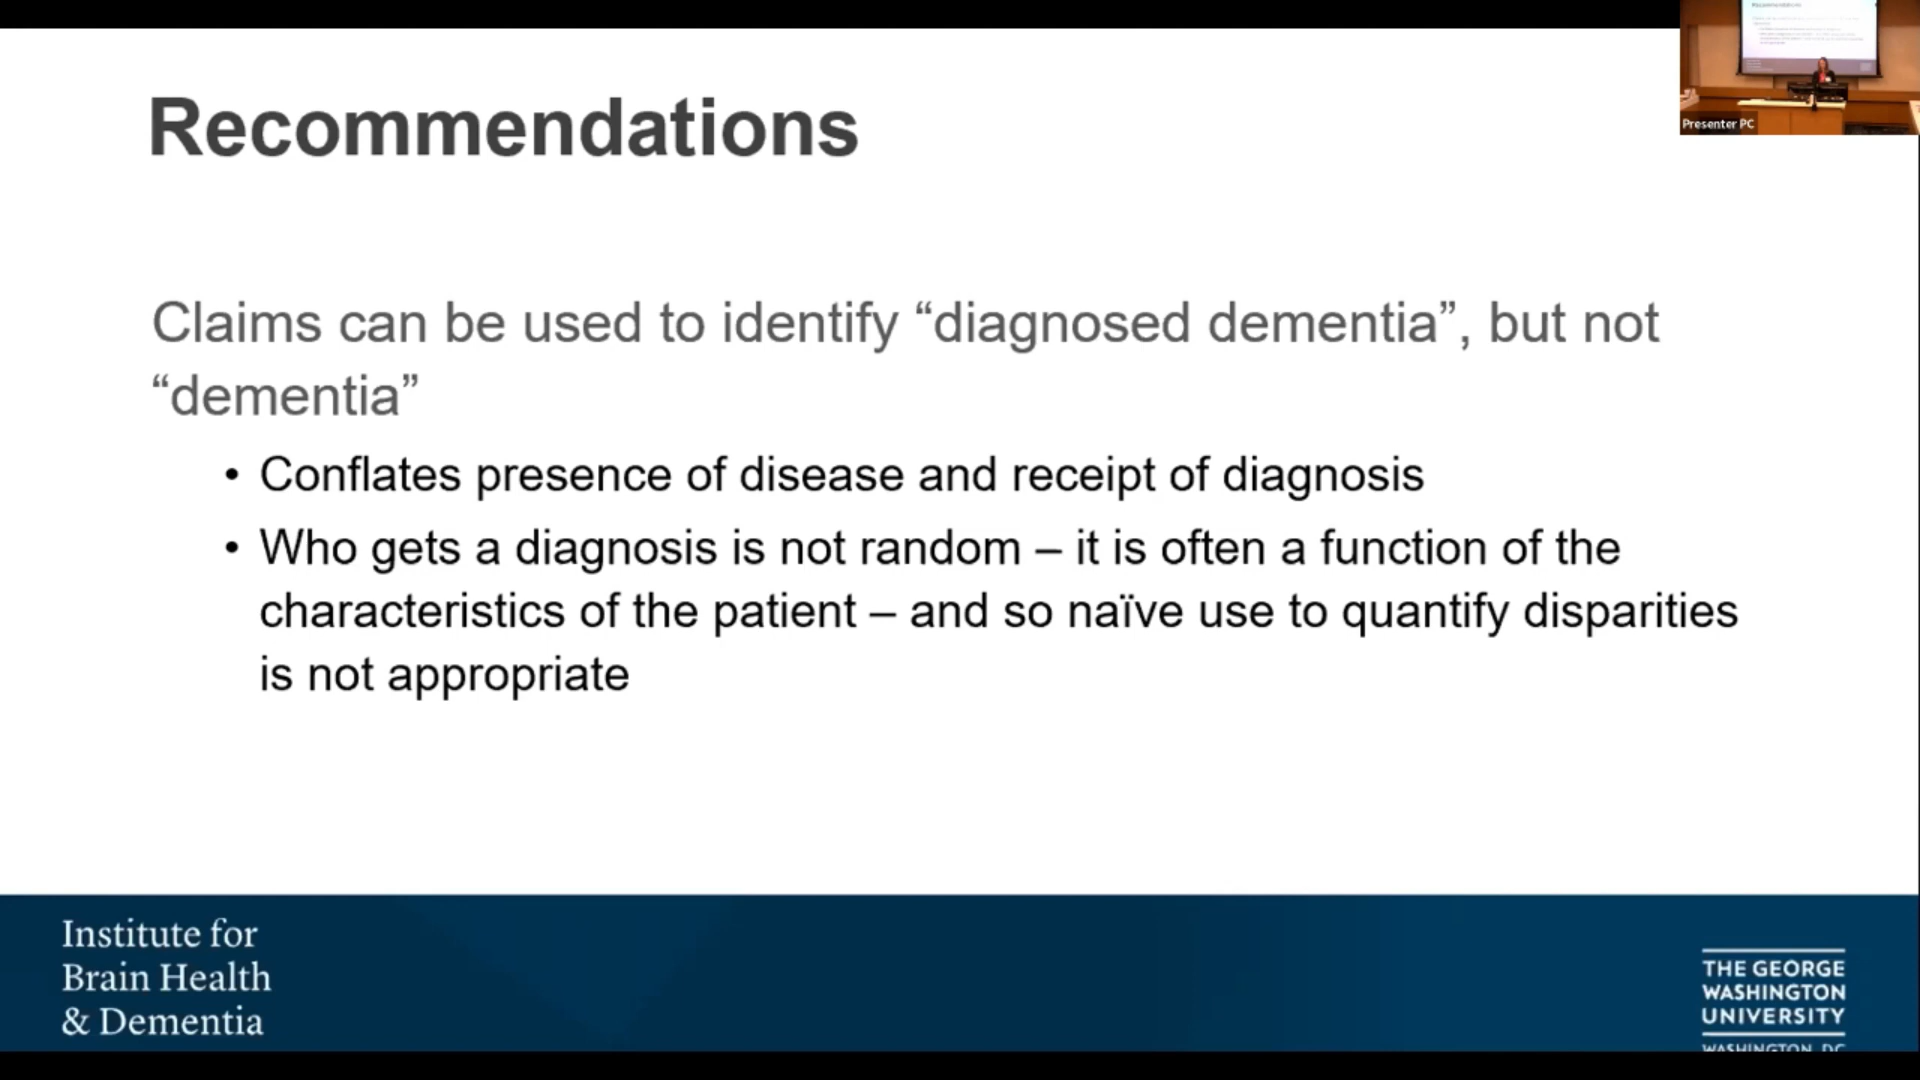 Recommendations
Presenter PC
Claims can be used to identify “diagnosed dementia”, but not
“dementia”
• Conflates presence of disease and receipt of diagnosis
• Who gets a diagnosis is not random – it is often a function of the
characteristics of the patient – and so naïve use to quantify disparities
is not appropriate
Institute for
Brain Health
& Dementia
THE GEORGE
WASHINGTON
UNIVERSITY
WASHINGTON, DC